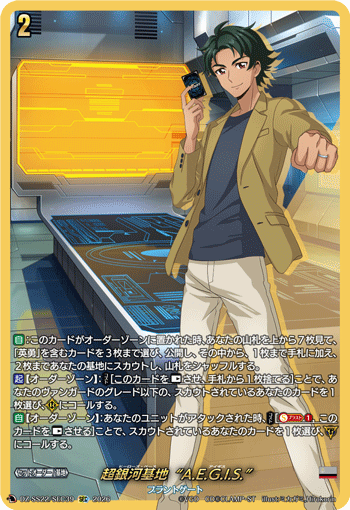 2
自:このカードがオーダーゾーンに置かれた時、あなたの山札を上から７枚見て、
「英勇」を含むカードを３枚まで選び、公開し、その中から、１枚まで手札に加え、
２枚まであなたの基地にスカウトし、山札をシャッフルする。
起【オーダーゾーン】:[このカードをさせ、手札から１枚捨てる]ことで、あ
なたのヴァンガードのグレード以下の、スカウトされているあなたのカードを１
枚選び、にコールする。
自【オーダーゾーン】:あなたのユニットがアタックされた時、1、この
カードをさせる]ことで、スカウトされているあなたのカードを１枚選び、
にコールする。
オーダー
超銀河基地 “A.E.G.I.S.”
ブラントゲート
2026